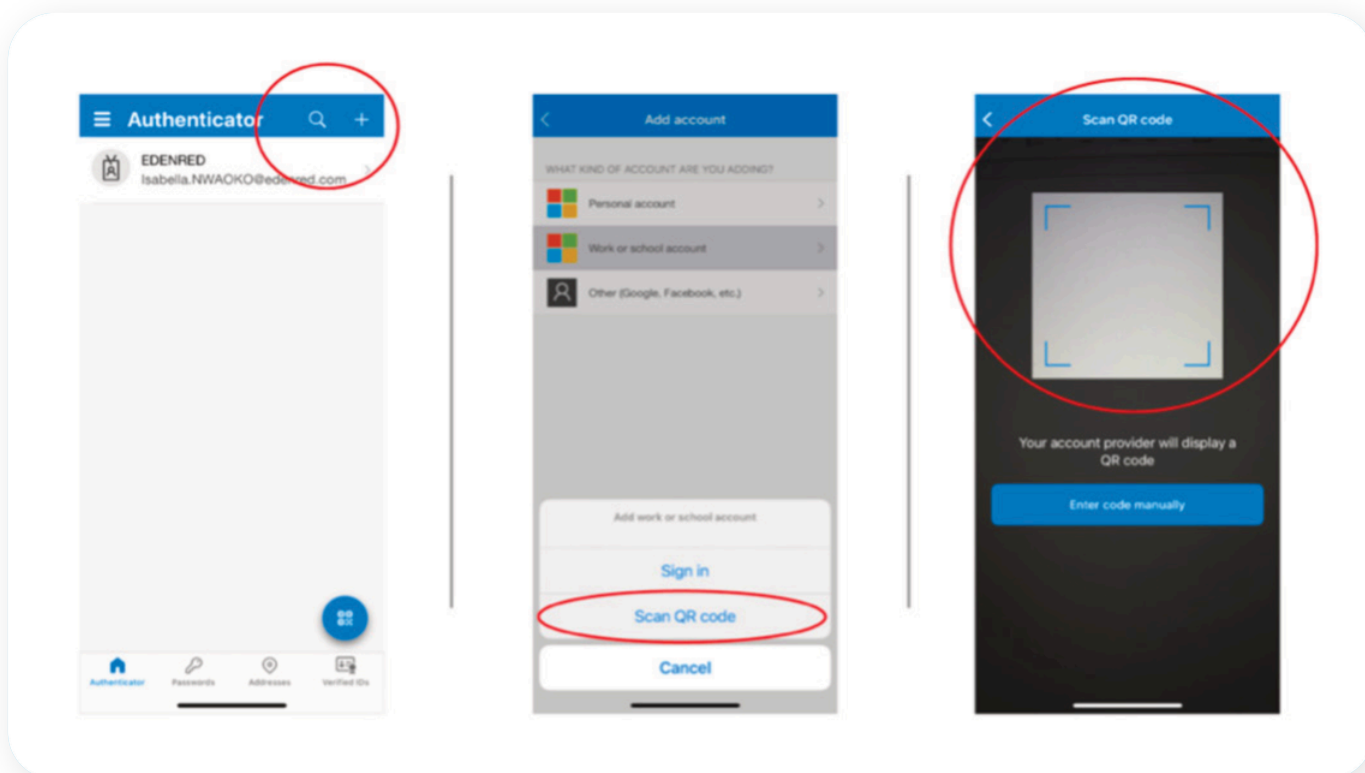 Authenticator
EDENRED
Isabella.NWAOKO@edenred.com
Authenticator
Passwords
Addresses
Verified IDs
Add account
WHAT KIND OF ACCOUNT ARE YOU ADDING?
Personal account
Work or school account
Other (Google, Facebook, etc.)
Add work or school account
Sign in
Scan QR code
Cancel
Scan QR code
Your account provider will display a
QR code
Enter code manually